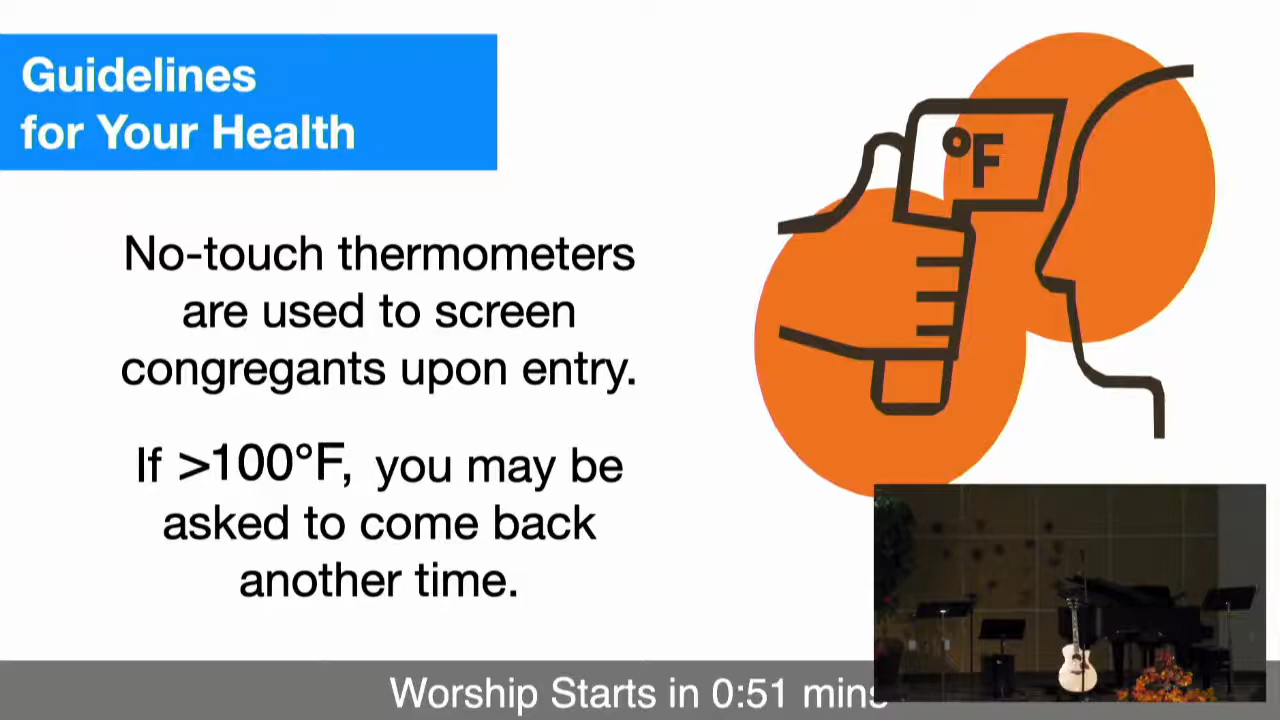 Guidelines
for Your Health
No-touch thermometers
are used to screen
congregants upon entry.
If >100°F, you may be
asked to come back
another time.
°F
Worship Starts in 0:51 mins